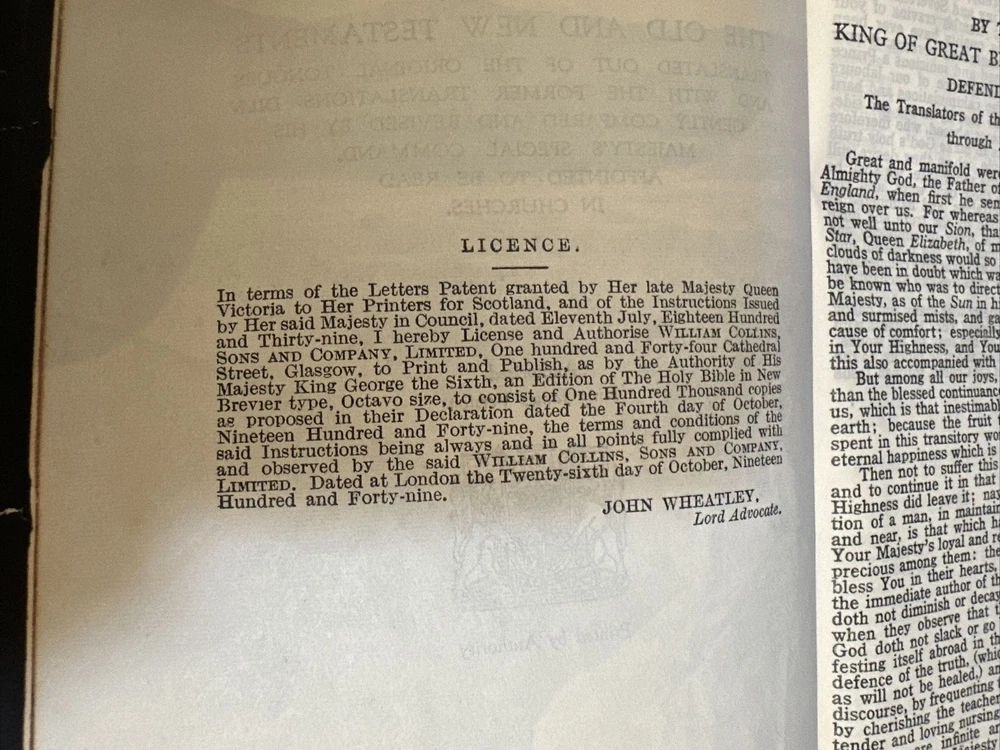 LICENCE.
In terms of the Letters Patent granted by Her late Majesty Queen
Victoria to Her Printers for Scotland, and of the Instructions Issued
by Her said Majesty in Council, dated Eleventh July, Eighteen Hundred
and Thirty-nine, I hereby License and Authorise WILLIAM COLLINS,
SONS AND COMPANY, LIMITED, One hundred and Forty-four Cathedral
Street, Glasgow, to Print and Publish, as by the Authority of His
Majesty King George the Sixth, an Edition of The Holy Bible in New
Brevier type, Octavo size, to consist of One Hundred Thousand copies
as proposed in their Declaration dated the Fourth day of October,
Nineteen Hundred and Forty-nine, the terms and conditions of the
said Instructions being always and in all points fully complied with
and observed by the said WILLIAM COLLINS, SONS AND COMPANY,
LIMITED. Dated at London the Twenty-sixth day of October, Nineteen
Hundred and Forty-nine.
JOHN WHEATLEY,
Lord Advocate.
BY
KING OF GREAT
DEFEND
The Translators of
through
Great and manifold were
Almighty God, the Father of
England, when first he sen
reign over us. For whereas
not well unto our Sion, tha
Star, Queen Elizabeth, of m
clouds of darkness would so
have been in doubt which wa
be known who was to direct
Majesty, as of the Sun in hi
and surmised mists, and ga
cause of comfort; especially
in Your Highness, and You
this also accompanied with
But among all our joys,
than the blessed continuanc
us, which is that inestimab
earth; because the fruit
spent in this transitory wo
eternal happiness which is
Then not to suffer this
and to continue it in that
Highness did leave it; nay
tion of a man, in maintain
and near, is that which ha
Your Majesty's loyal and re
precious among them: the
bless You in their hearts,
the immediate author of th
doth not diminish or decay
when they observe that
God doth not slack or go
festing itself abroad in th
defence of the truth, (whic
as will not be healed,) an
discourse, by frequenting
by cherishing the teacher
tender and loving nursing
infinite ar